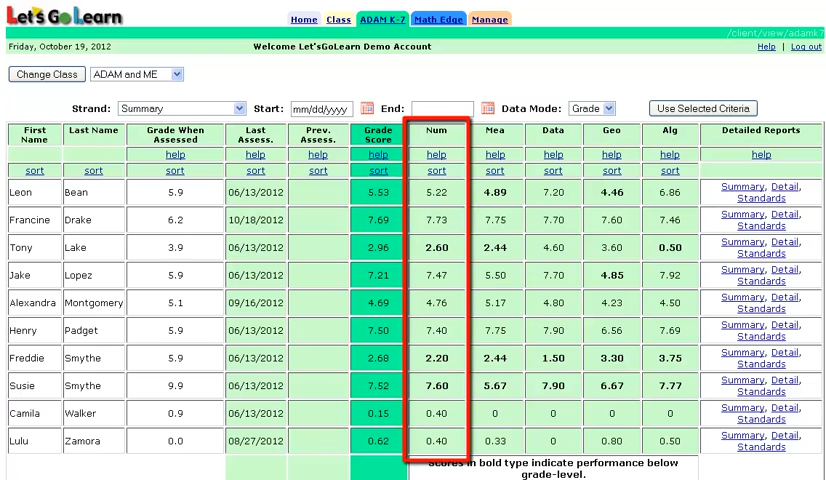 Let'sGoLearn
Home Class ADAM K-7 Math Edge Manage
/client/view/adamk7
Friday, October 19, 2012 Welcome Let'sGoLearn Demo Account Help | Log out
Change Class ADAM and ME
Strand: Summary Start: mm/dd/yyyy End: Data Mode: Grade Use Selected Criteria
First Name Last Name Grade When Assessed Last Assess. Prev. Assess. Grade Score Num Mea Data Geo Alg Detailed Reports
help help help help help help help help help help
sort sort sort sort sort sort sort sort sort sort sort
Leon Bean 5.9 06/13/2012 5.53 5.22 4.89 7.20 4.46 6.86 Summary, Detail, Standards
Francine Drake 6.2 10/18/2012 7.69 7.73 7.75 7.70 7.60 7.46 Summary, Detail, Standards
Tony Lake 3.9 06/13/2012 2.96 2.60 2.44 4.60 3.60 0.50 Summary, Detail, Standards
Jake Lopez 5.9 06/13/2012 7.21 7.47 5.50 7.70 4.85 7.92 Summary, Detail, Standards
Alexandra Montgomery 5.1 09/16/2012 4.69 4.76 5.17 4.80 4.23 4.50 Summary, Detail, Standards
Henry Padget 5.9 06/13/2012 7.50 7.40 7.75 7.90 6.56 7.69 Summary, Detail, Standards
Freddie Smythe 5.9 06/13/2012 2.68 2.20 2.44 1.50 3.30 3.75 Summary, Detail, Standards
Susie Smythe 9.9 06/13/2012 7.52 7.60 5.67 7.90 6.67 7.77 Summary, Detail, Standards
Camila Walker 0.9 06/13/2012 0.15 0.40 0 0 0 0 Summary, Detail, Standards
Lulu Zamora 0.0 08/27/2012 0.62 0.40 0.33 0 0.80 0.50 Summary, Detail, Standards
Scores in bold type indicate performance below
grade-level.